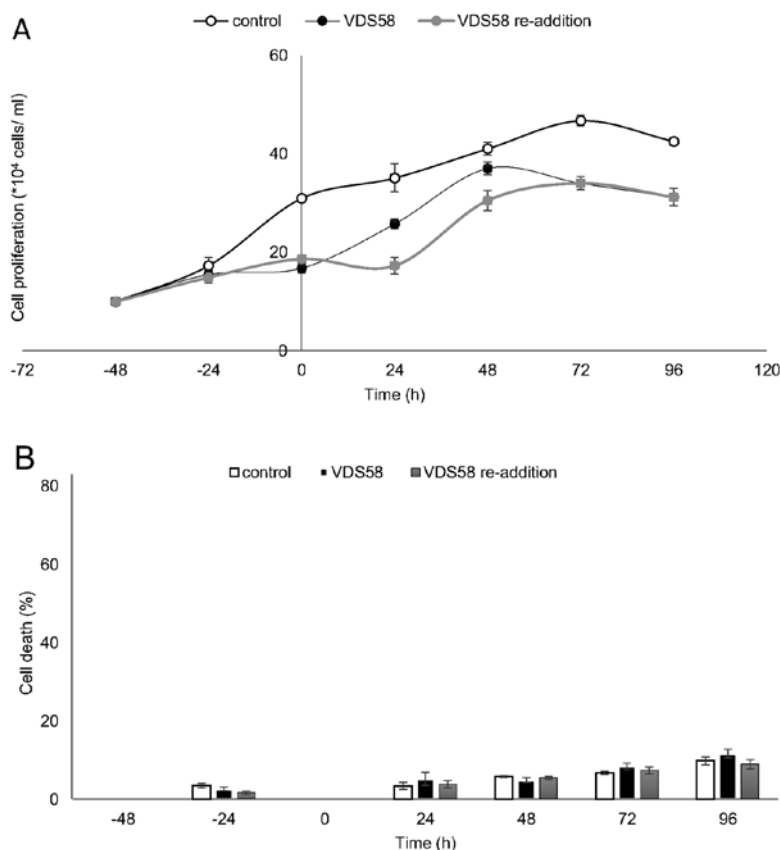 A
control VDS58 VDS58 re-addition
Cell proliferation (*10⁴ cells/ ml)
60
40
20
0
-72 -48 -24 0 24 48 72 96 120
Time (h)
B
control VDS58 VDS58 re-addition
Cell death (%)
80
60
40
20
0
-48 -24 0 24 48 72 96
Time (h)